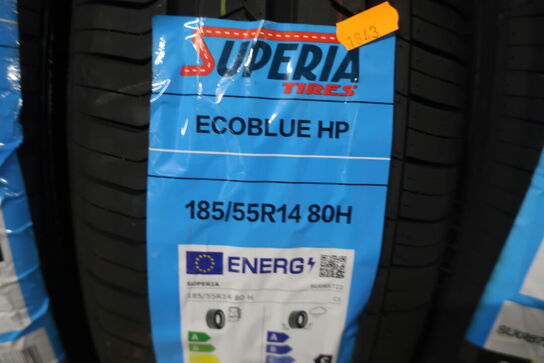 1843
SUPERIA
TIRES
ECOBLUE HP
185/55R14 80H
ENERG
SUPERIA
185/55R14 80 H
C1
A A
B B